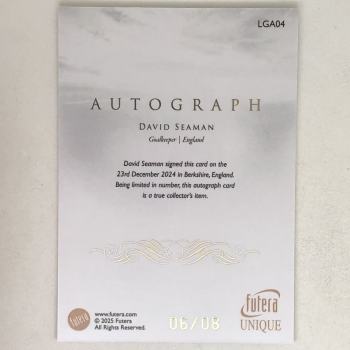 LGA04
AUTOGRAPH
David Seaman
Goalkeeper | England
David Seaman signed this card on the
23rd December 2024 in Berkshire, England.
Being limited in number, this autograph card
is a true collector's item.
futera
www.futera.com
© 2025 Futera
All Rights Reserved.
06/08
futera
UNIQUE